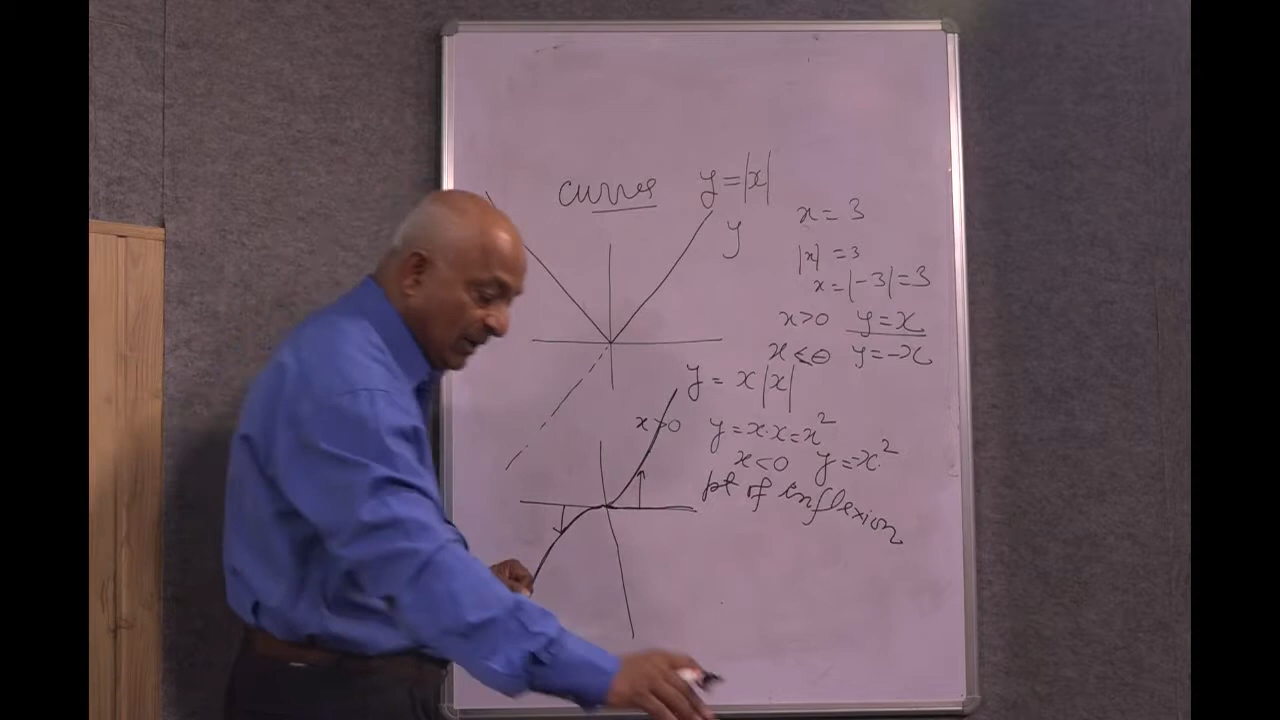 curves y=|x|
y
x = 3
|x| = 3
x = |-3| = 3
x>0 y=x
x<0 y=-x
y = x|x|
x>0 y=x·x=x²
x<0 y=-x²
pt of inflexion